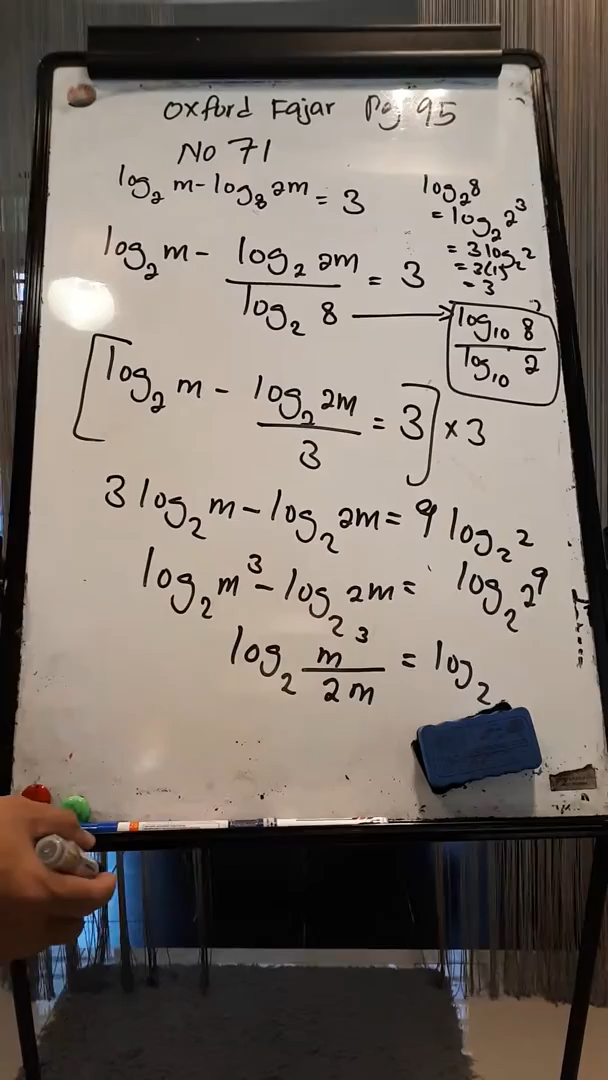 Oxford Fajar Pg 95
No 71
log₂ m - log₈ 2m = 3
log₂ m - log₂ 2m / log₂ 8 = 3
log₂ 8
= log₂ 2³
= 3 log₂ 2
= 3(1)
= 3
log₁₀ 8 / log₁₀ 2
[log₂ m - log₂ 2m / 3 = 3] × 3
3 log₂ m - log₂ 2m = 9 log₂ 2
log₂ m³ - log₂ 2m = log₂ 2⁹
log₂ m³ / 2m = log₂